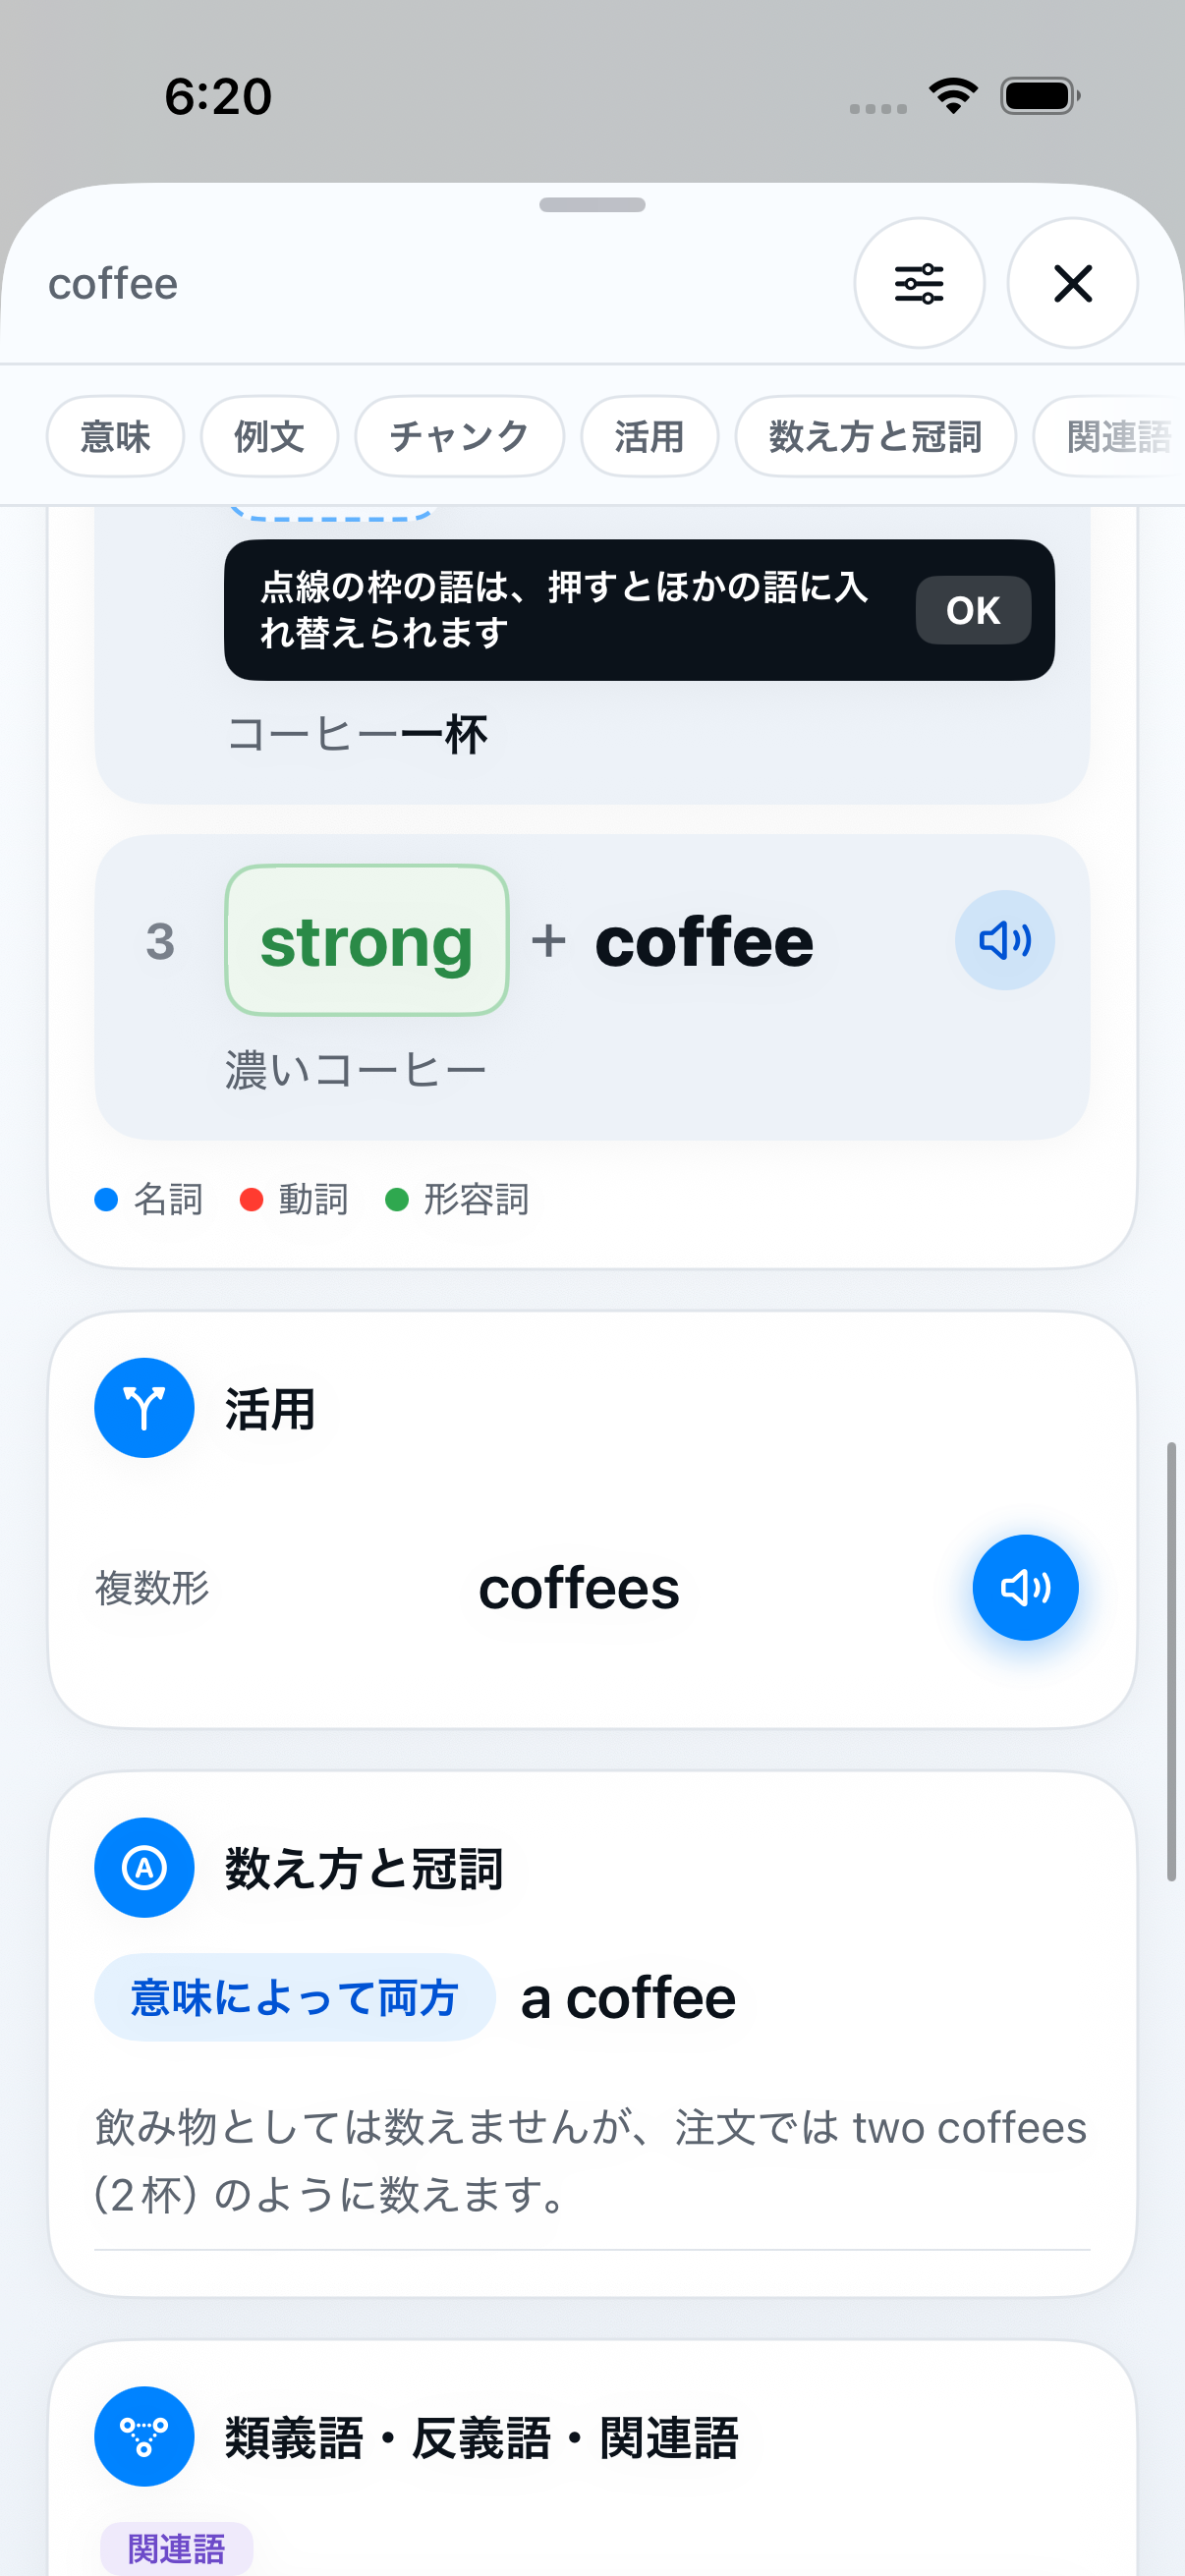 6:20
coffee
意味 例文 チャンク 活用 数え方と冠詞 関連語
点線の枠の語は、押すとほかの語に入
れ替えられます
OK
コーヒー一杯
3 strong + coffee
濃いコーヒー
名詞 動詞 形容詞
活用
複数形 coffees
A 数え方と冠詞
意味によって両方 a coffee
飲み物としては数えませんが、注文では two coffees
(2 杯) のように数えます。
類義語・反義語・関連語
関連語